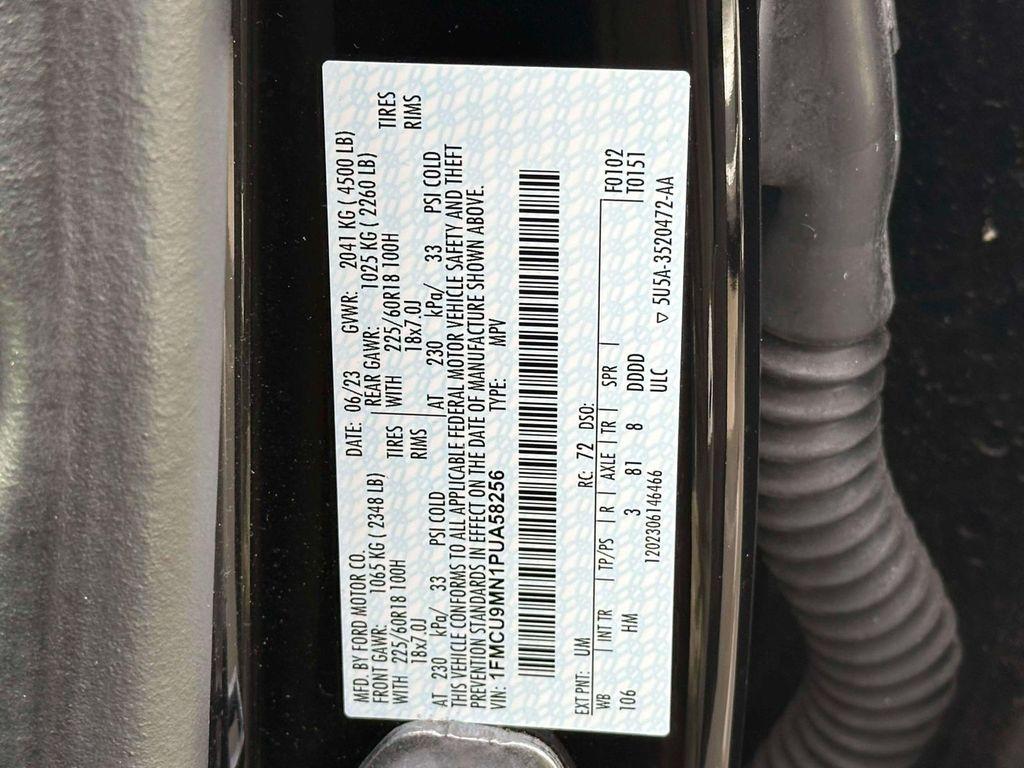 MFD. BY FORD MOTOR CO.
DATE: 06/23 GVWR: 2041 KG ( 4500 LB)
FRONT GAWR: 1065 KG ( 2348 LB) REAR GAWR: 1025 KG ( 2260 LB)
WITH 225/60R18 100H TIRES WITH 225/60R18 100H TIRES
18x7.0J RIMS 18x7.0J RIMS
AT 230 kPa/ 33 PSI COLD AT 230 kPa/ 33 PSI COLD
THIS VEHICLE CONFORMS TO ALL APPLICABLE FEDERAL MOTOR VEHICLE SAFETY AND THEFT
PREVENTION STANDARDS IN EFFECT ON THE DATE OF MANUFACTURE SHOWN ABOVE.
VIN: 1FMCU9MN1PUA58256 TYPE: MPV
EXT PNT: UM RC: 72 DSO:
WB INT TR TP/PS R AXLE TR SPR F0102
106 HM 3 81 8 DDDD T0151
1202306146466 ULC ▽ 5U5A-3520472-AA